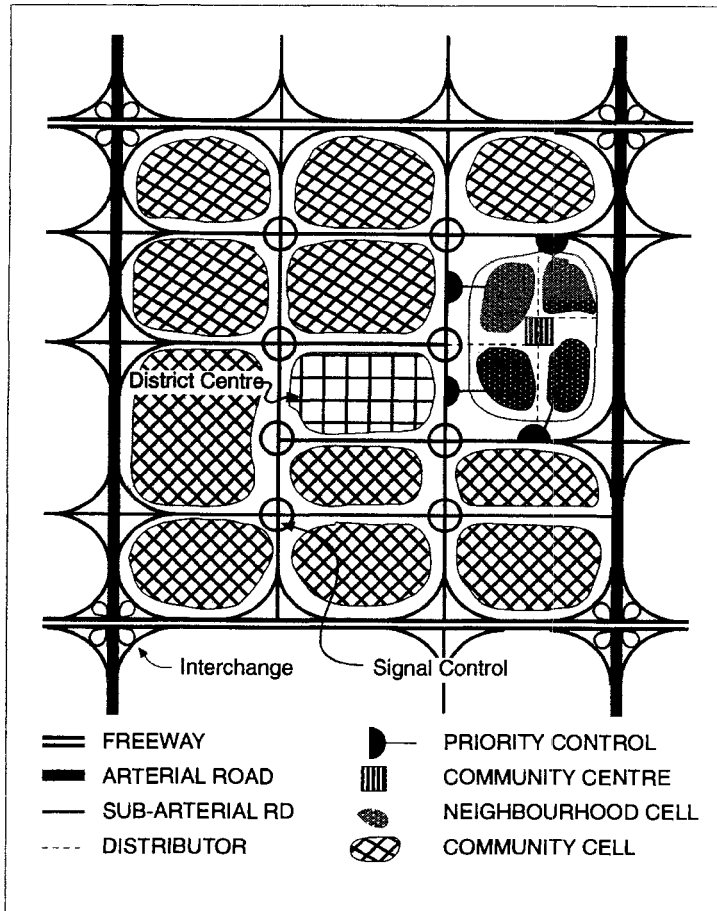 District Centre
Interchange
Signal Control
FREEWAY
ARTERIAL ROAD
SUB-ARTERIAL RD
DISTRIBUTOR
PRIORITY CONTROL
COMMUNITY CENTRE
NEIGHBOURHOOD CELL
COMMUNITY CELL